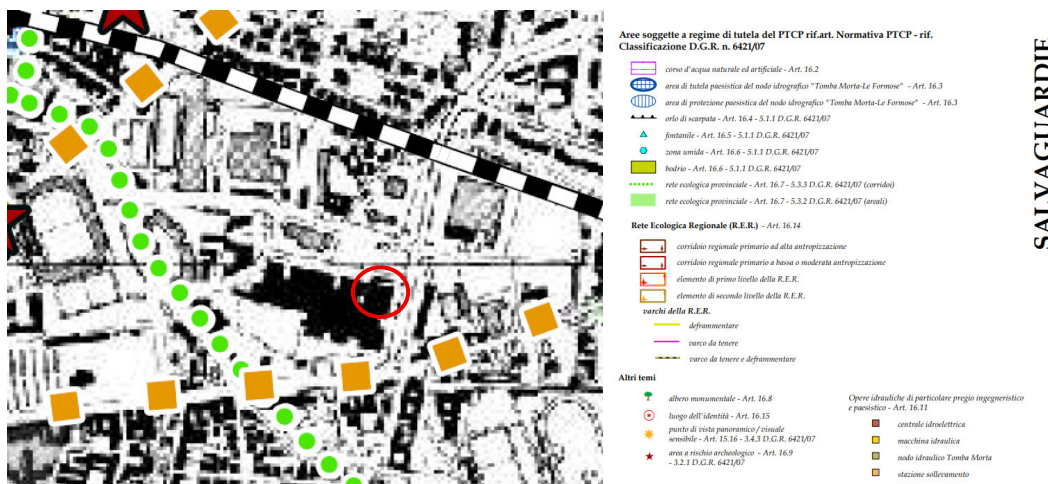 Aree soggette a regime di tutela del PTCP rif.art. Normativa PTCP - rif.
Classificazione D.G.R. n. 6421/07
corso d'acqua naturale ed artificiale - Art. 16.2
area di tutela paesistica del nodo idrografico "Tomba Morta-Le Formose" - Art. 16.3
area di protezione paesistica del nodo idrografico "Tomba Morta-Le Formose" - Art. 16.3
orlo di scarpata - Art. 16.4 - 5.1.1 D.G.R. 6421/07
fontanile - Art. 16.5 - 5.1.1 D.G.R. 6421/07
zona umida - Art. 16.6 - 5.1.1 D.G.R. 6421/07
bodrio - Art. 16.6 - 5.1.1 D.G.R. 6421/07
rete ecologica provinciale - Art. 16.7 - 5.3.3 D.G.R. 6421/07 (corridoi)
rete ecologica provinciale - Art. 16.7 - 5.3.2 D.G.R. 6421/07 (areali)
Rete Ecologica Regionale (R.E.R.) - Art. 16.14
corridoio regionale primario ad alta antropizzazione
corridoio regionale primario a bassa o moderata antropizzazione
elemento di primo livello della R.E.R.
elemento di secondo livello della R.E.R.
varchi della R.E.R.
deframmentare
varco da tenere
varco da tenere e deframmentare
Altri temi
albero monumentale - Art. 16.8
luogo dell'identità - Art. 16.15
punto di vista panoramico / visuale
sensibile - Art. 15.16 - 3.4.3 D.G.R. 6421/07
area a rischio archeologico - Art. 16.9
- 3.2.1 D.G.R. 6421/07
Opere idrauliche di particolare pregio ingegneristico
e paesistico - Art. 16.11
centrale idroelettrica
macchina idraulica
nodo idraulico Tomba Morta
stazione sollevamento
SALVAGUARDIE